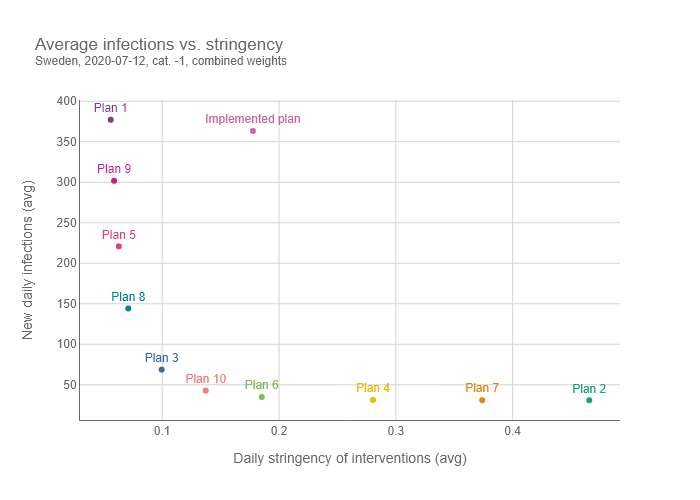 Average infections vs. stringency
Sweden, 2020-07-12, cat. -1, combined weights
New daily infections (avg)
400
350
300
250
200
150
100
50
Plan 1
Implemented plan
Plan 9
Plan 5
Plan 8
Plan 3
Plan 10
Plan 6
Plan 4
Plan 7
Plan 2
0.1
0.2
0.3
0.4
Daily stringency of interventions (avg)